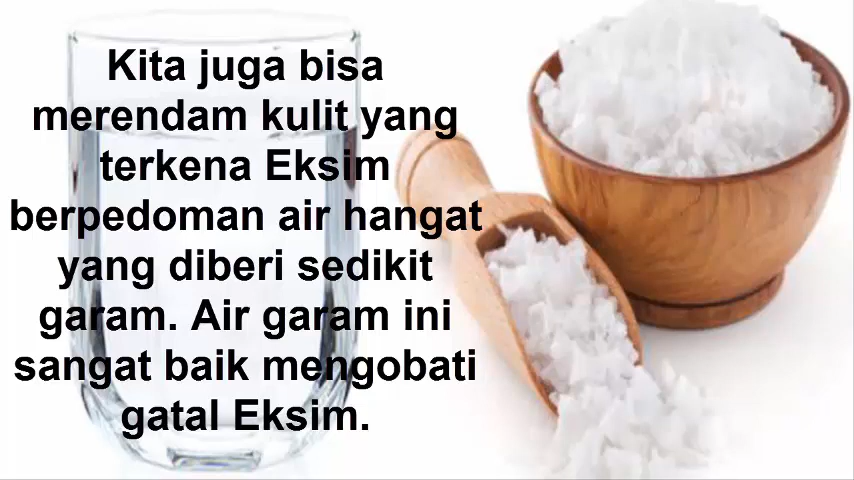 Kita juga bisa
merendam kulit yang
terkena Eksim
berpedoman air hangat
yang diberi sedikit
garam. Air garam ini
sangat baik mengobati
gatal Eksim.